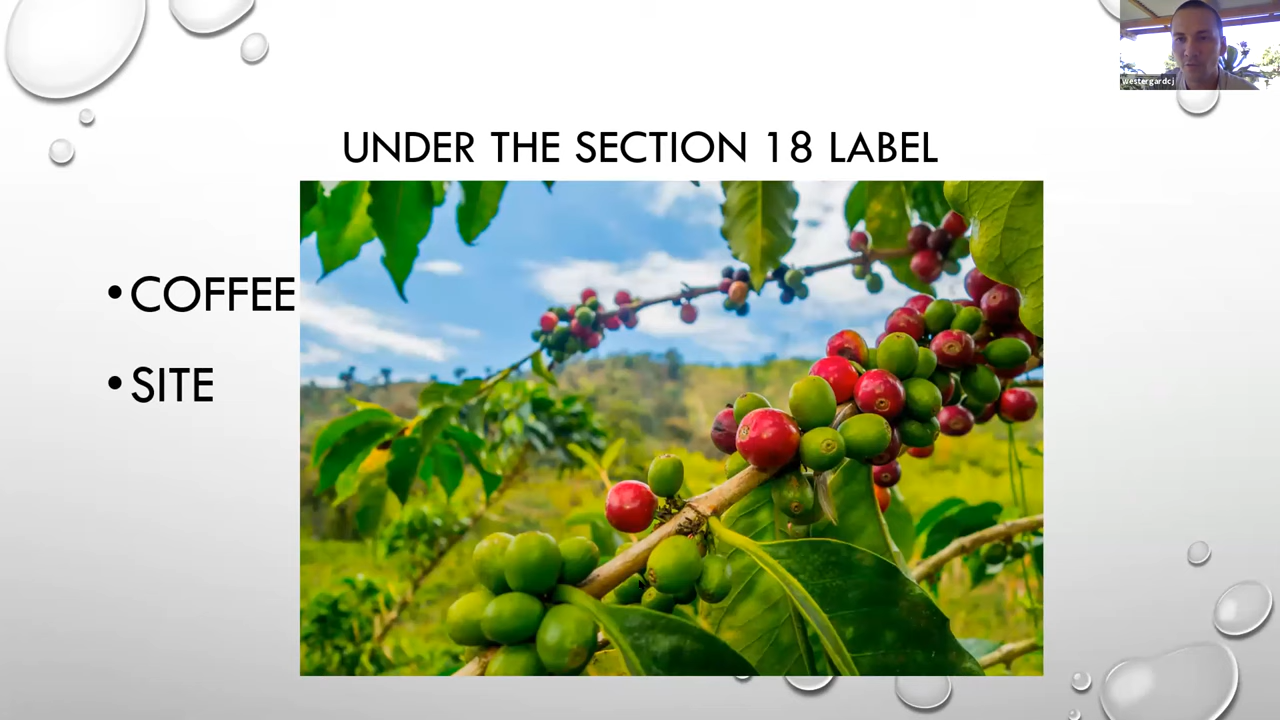 westergardcj
UNDER THE SECTION 18 LABEL
• COFFEE
• SITE